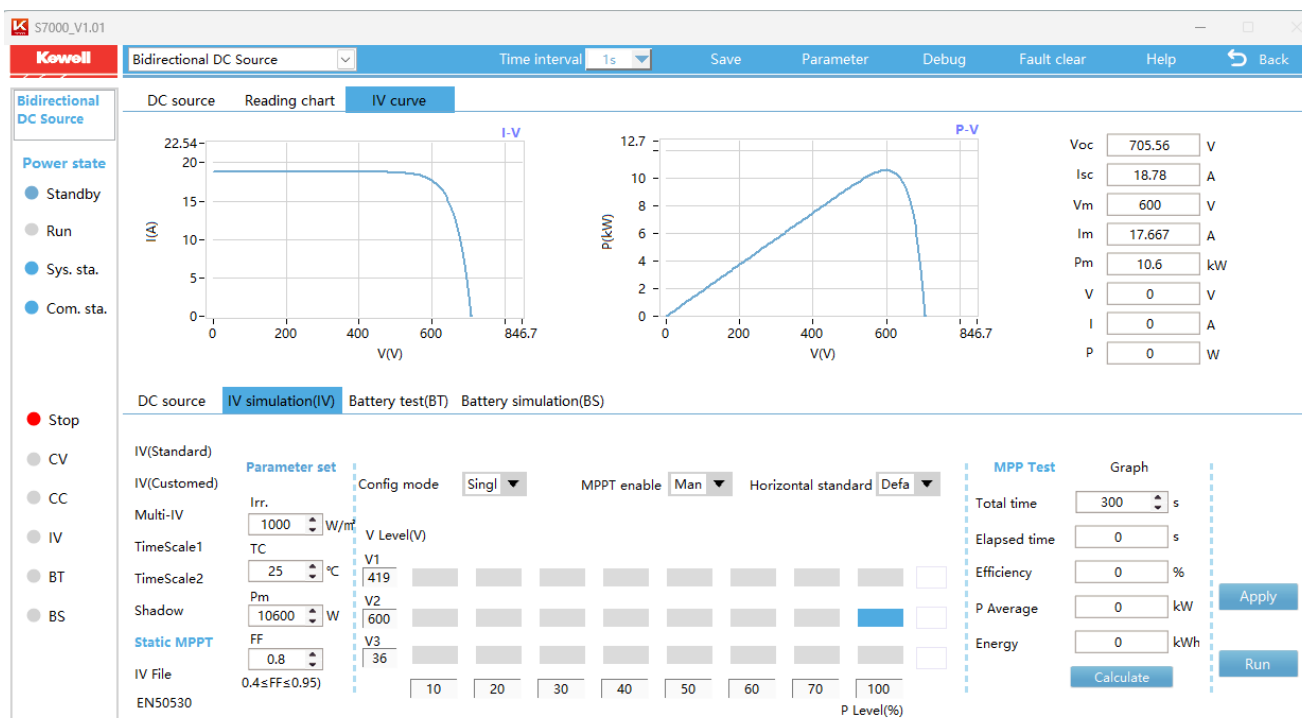 S7000_V1.01
Kewell
Bidirectional DC Source
Time interval 1s
Save
Parameter
Debug
Fault clear
Help
Back
Bidirectional
DC Source
Power state
Standby
Run
Sys. sta.
Com. sta.
Stop
CV
CC
IV
BT
BS
DC source Reading chart IV curve
I-V
22.54
20
15
10
5
0
I(A)
0 200 400 600 846.7
V(V)
P-V
12.7
10
8
6
4
2
0
P(kW)
0 200 400 600 846.7
V(V)
Voc 705.56 V
Isc 18.78 A
Vm 600 V
Im 17.667 A
Pm 10.6 kW
V 0 V
I 0 A
P 0 W
DC source IV simulation(IV) Battery test(BT) Battery simulation(BS)
IV(Standard)
IV(Customed)
Multi-IV
TimeScale1
TimeScale2
Shadow
Static MPPT
IV File
EN50530
Parameter set
Irr.
1000 W/㎡
TC
25 ℃
Pm
10600 W
FF
0.8
0.4≤FF≤0.95)
Config mode Singl
MPPT enable Man
Horizontal standard Defa
V Level(V)
V1
419
V2
600
V3
36
10 20 30 40 50 60 70 100
P Level(%)
MPP Test Graph
Total time 300 s
Elapsed time 0 s
Efficiency 0 %
P Average 0 kW
Energy 0 kWh
Calculate
Apply
Run